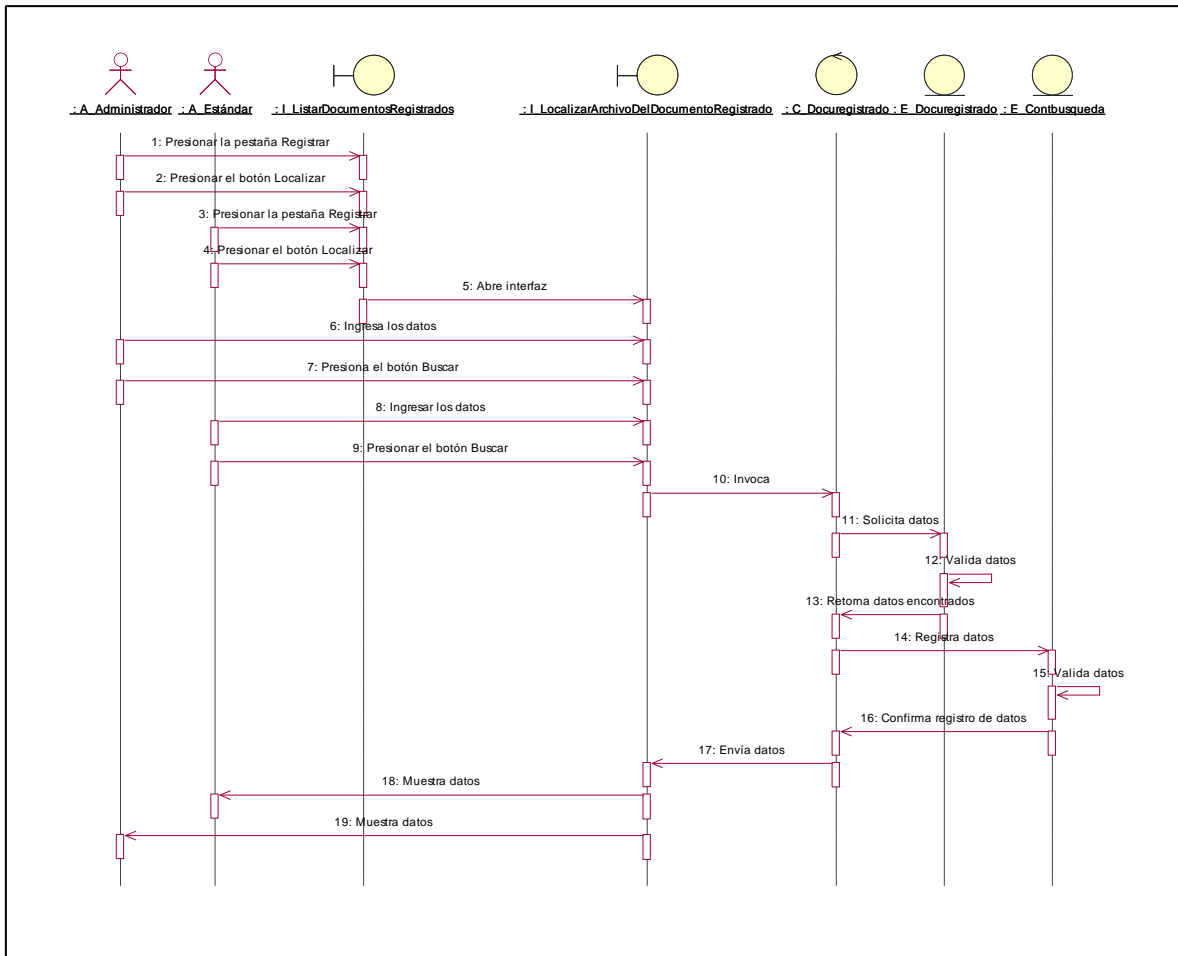 : A_Administrador
: A_Estándar
: I_ListarDocumentosRegistrados
: I_LocalizarArchivoDelDocumentoRegistrado
: C_Docuregistrado
: E_Docuregistrado
: E_Contbusqueda
1: Presionar la pestaña Registrar
2: Presionar el botón Localizar
3: Presionar la pestaña Registrar
4: Presionar el botón Localizar
5: Abre interfaz
6: Ingresa los datos
7: Presiona el botón Buscar
8: Ingresar los datos
9: Presionar el botón Buscar
10: Invoca
11: Solicita datos
12: Valida datos
13: Retorna datos encontrados
14: Registra datos
15: Valida datos
16: Confirma registro de datos
17: Envía datos
18: Muestra datos
19: Muestra datos